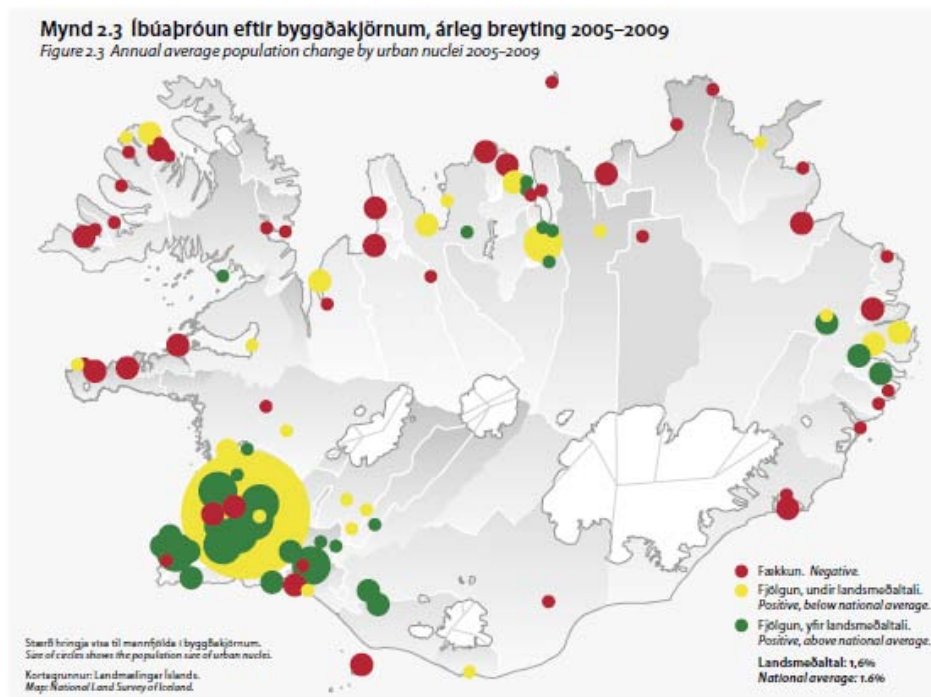 Mynd 2.3 Íbúaþróun eftir byggðakjörnum, árleg breyting 2005–2009
Figure 2.3 Annual average population change by urban nuclei 2005–2009
Fækkun. Negative.
Fjölgun, undir landsmeðaltali.
Positive, below national average.
Fjölgun, yfir landsmeðaltali.
Positive, above national average.
Landsmeðaltal: 1,6%
National average: 1.6%
Stærð hringja vísa til mannfjölda í byggðakjörnum.
Size of circles shows the population size of urban nuclei.
Kortagrunnur: Landmælingar Íslands.
Map: National Land Survey of Iceland.